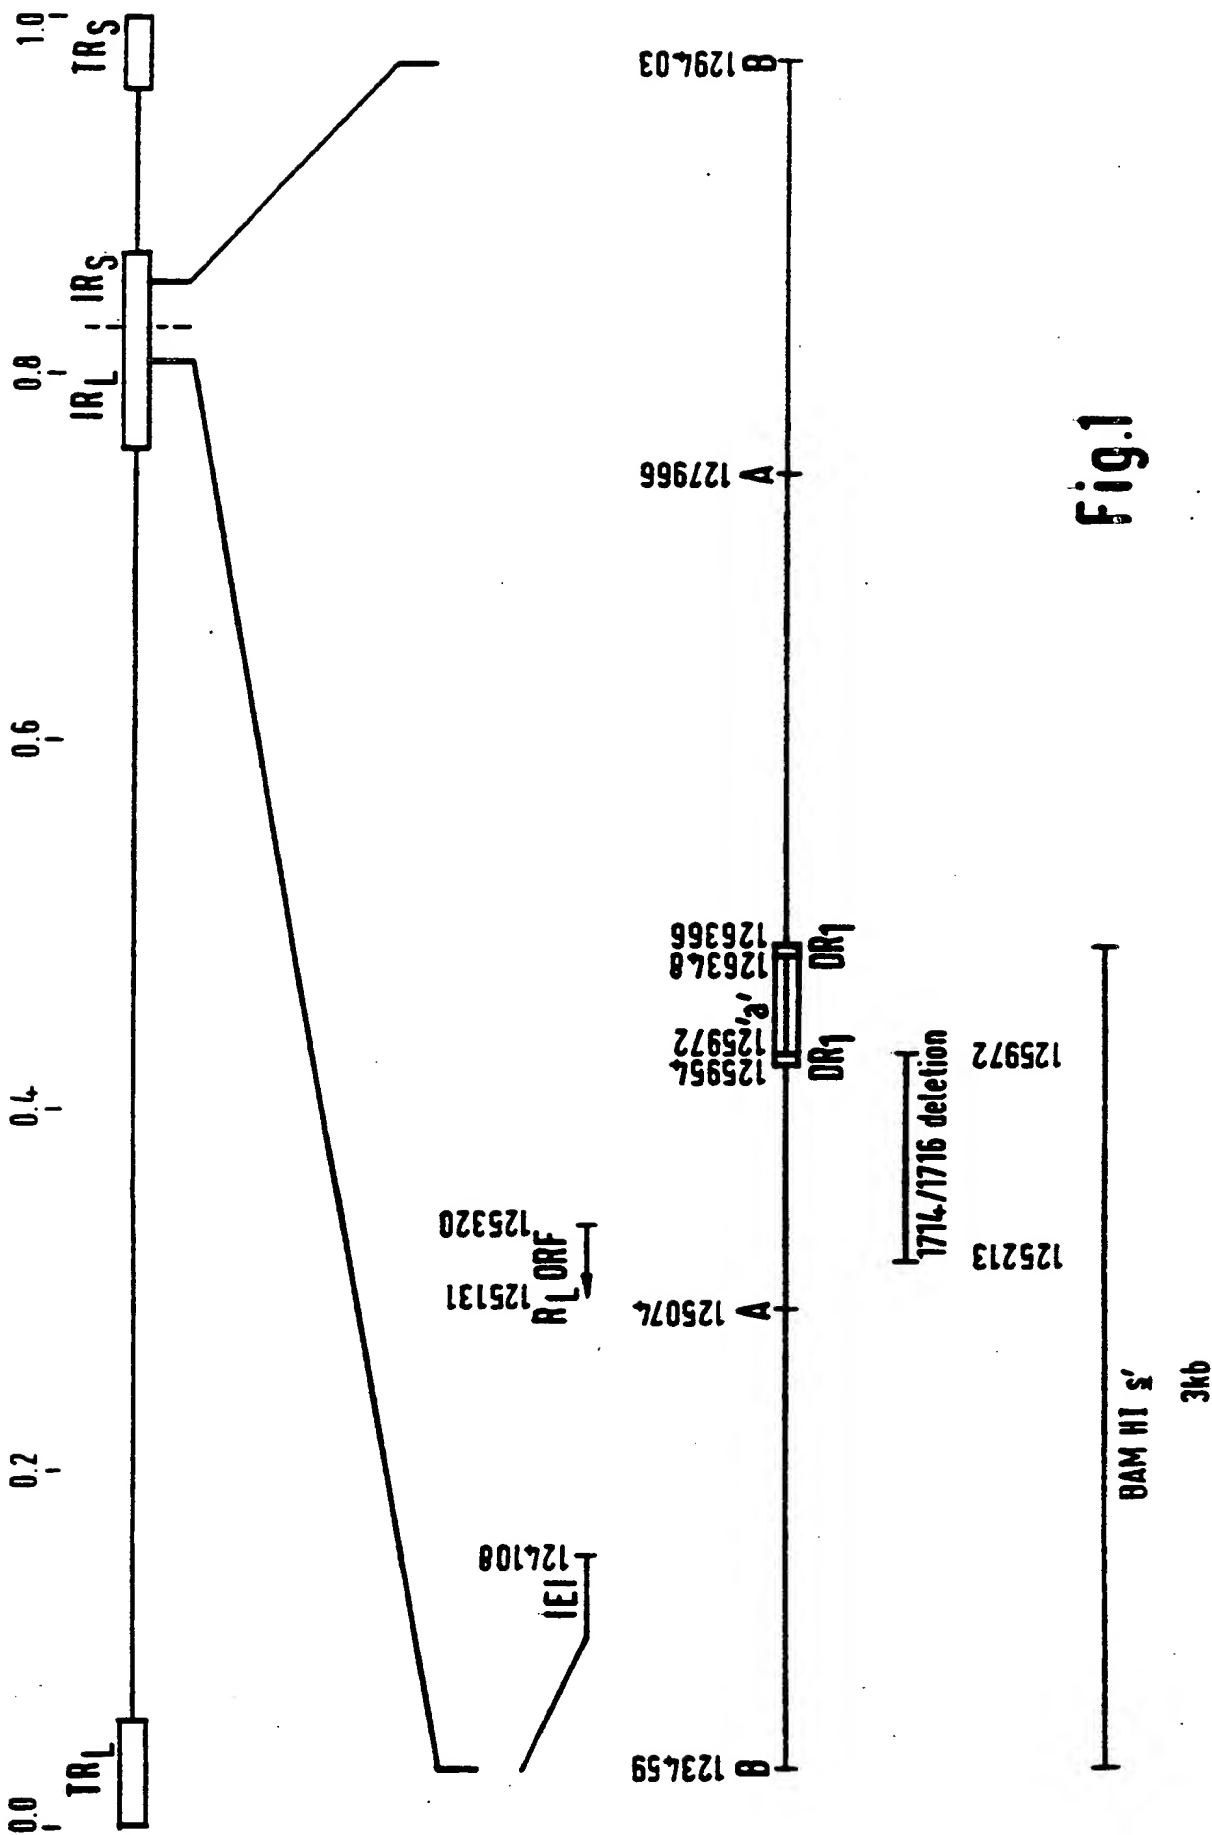 0.0 0.2 0.4 0.6 0.8 1.0
TRL IRL IRS TRS
124108 125131 125320
IE1 RL ORF
123459 125074 125954 125972 'a' 126348 126366 127966 129403
B A A B
DR1 DR1
1714/1716 deletion
125213 125972
BAM HI s'
3kb
Fig.1